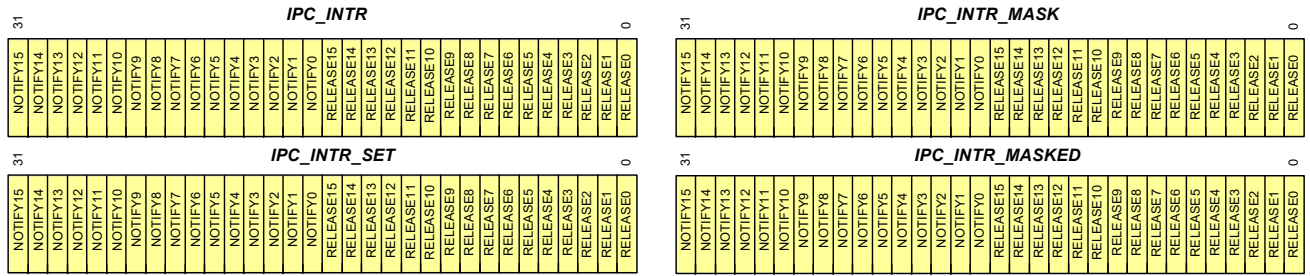 31 IPC_INTR 0
NOTIFY15 NOTIFY14 NOTIFY13 NOTIFY12 NOTIFY11 NOTIFY10 NOTIFY9 NOTIFY8 NOTIFY7 NOTIFY6 NOTIFY5 NOTIFY4 NOTIFY3 NOTIFY2 NOTIFY1 NOTIFY0 RELEASE15 RELEASE14 RELEASE13 RELEASE12 RELEASE11 RELEASE10 RELEASE9 RELEASE8 RELEASE7 RELEASE6 RELEASE5 RELEASE4 RELEASE3 RELEASE2 RELEASE1 RELEASE0
31 IPC_INTR_MASK 0
NOTIFY15 NOTIFY14 NOTIFY13 NOTIFY12 NOTIFY11 NOTIFY10 NOTIFY9 NOTIFY8 NOTIFY7 NOTIFY6 NOTIFY5 NOTIFY4 NOTIFY3 NOTIFY2 NOTIFY1 NOTIFY0 RELEASE15 RELEASE14 RELEASE13 RELEASE12 RELEASE11 RELEASE10 RELEASE9 RELEASE8 RELEASE7 RELEASE6 RELEASE5 RELEASE4 RELEASE3 RELEASE2 RELEASE1 RELEASE0
31 IPC_INTR_SET 0
NOTIFY15 NOTIFY14 NOTIFY13 NOTIFY12 NOTIFY11 NOTIFY10 NOTIFY9 NOTIFY8 NOTIFY7 NOTIFY6 NOTIFY5 NOTIFY4 NOTIFY3 NOTIFY2 NOTIFY1 NOTIFY0 RELEASE15 RELEASE14 RELEASE13 RELEASE12 RELEASE11 RELEASE10 RELEASE9 RELEASE8 RELEASE7 RELEASE6 RELEASE5 RELEASE4 RELEASE3 RELEASE2 RELEASE1 RELEASE0
31 IPC_INTR_MASKED 0
NOTIFY15 NOTIFY14 NOTIFY13 NOTIFY12 NOTIFY11 NOTIFY10 NOTIFY9 NOTIFY8 NOTIFY7 NOTIFY6 NOTIFY5 NOTIFY4 NOTIFY3 NOTIFY2 NOTIFY1 NOTIFY0 RELEASE15 RELEASE14 RELEASE13 RELEASE12 RELEASE11 RELEASE10 RELEASE9 RELEASE8 RELEASE7 RELEASE6 RELEASE5 RELEASE4 RELEASE3 RELEASE2 RELEASE1 RELEASE0